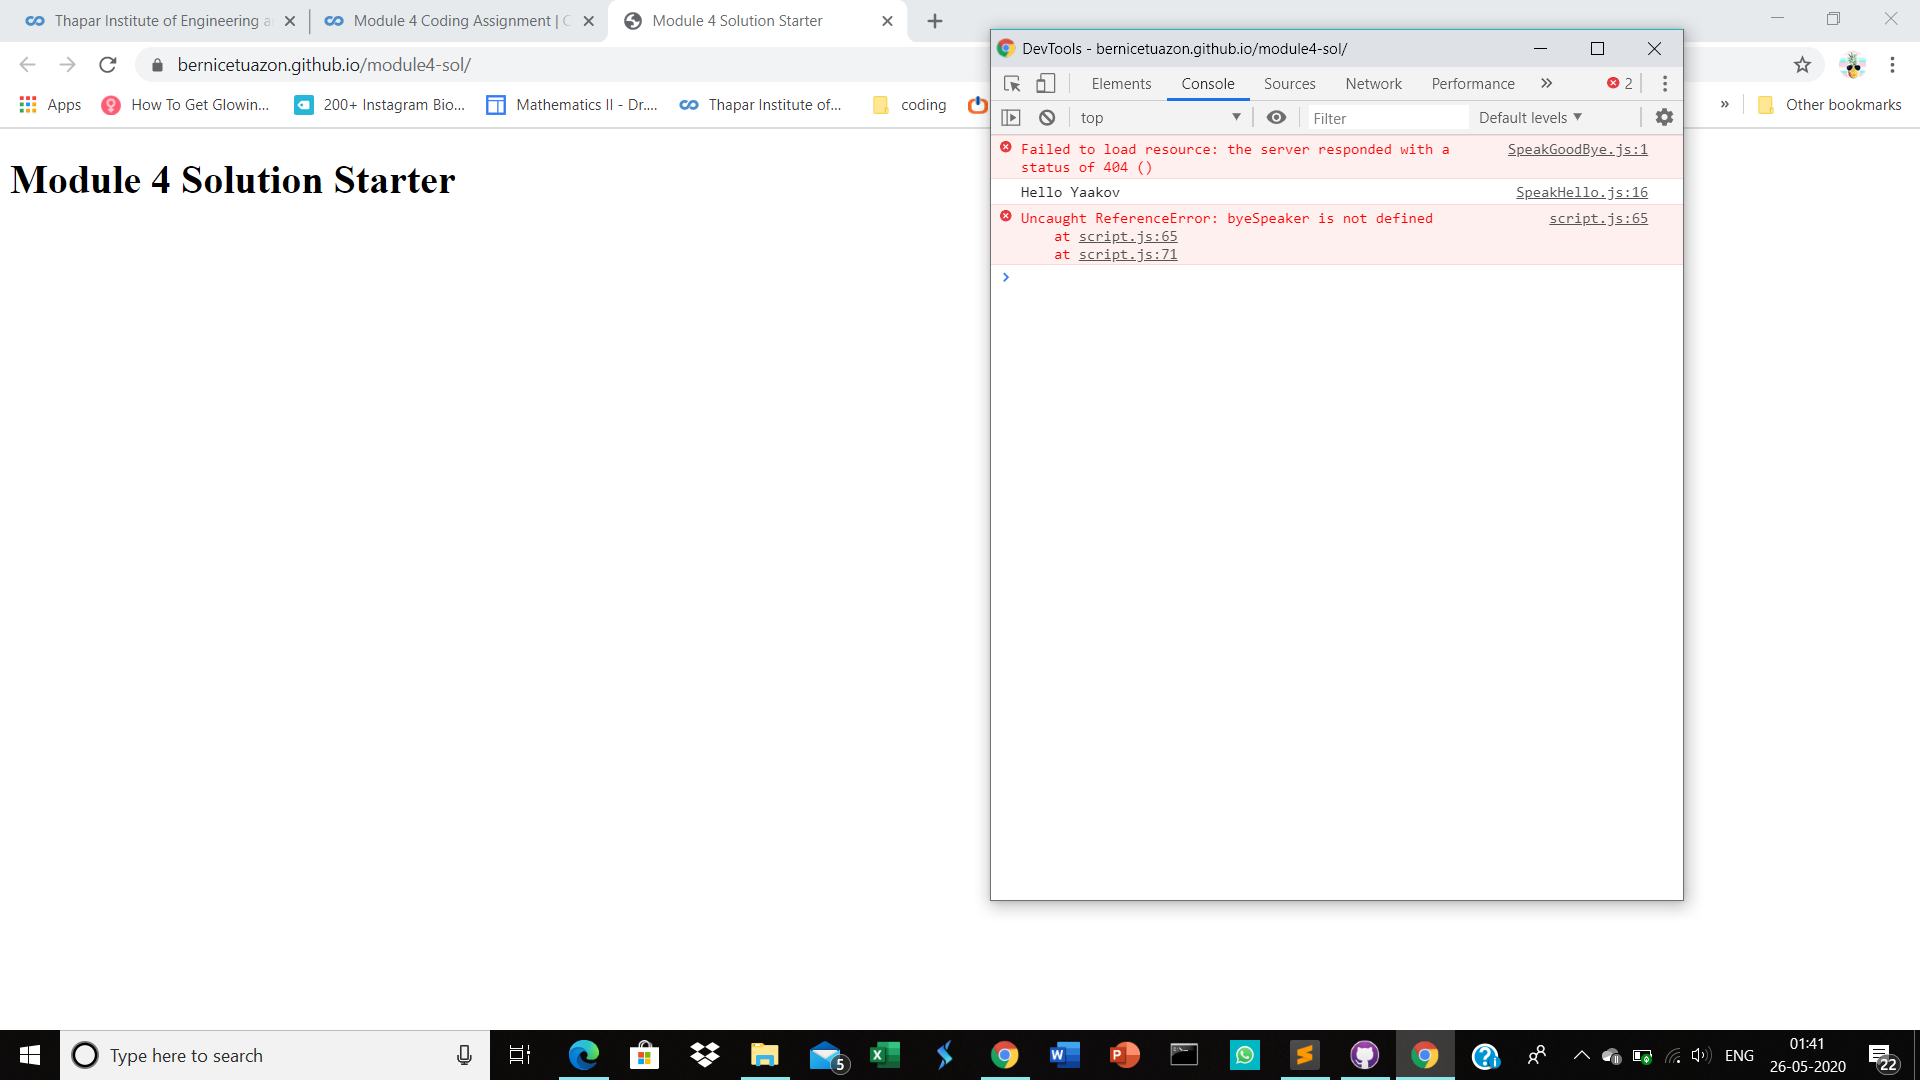 Thapar Institute of Engineering a
Module 4 Coding Assignment | C
Module 4 Solution Starter
bernicetuazon.github.io/module4-sol/
Apps
How To Get Glowin...
200+ Instagram Bio...
Mathematics II - Dr....
Thapar Institute of...
coding
»
Other bookmarks
Module 4 Solution Starter
DevTools - bernicetuazon.github.io/module4-sol/
Elements
Console
Sources
Network
Performance
»
2
top
Filter
Default levels
Failed to load resource: the server responded with a
status of 404 ()
SpeakGoodBye.js:1
Hello Yaakov
SpeakHello.js:16
Uncaught ReferenceError: byeSpeaker is not defined
script.js:65
at script.js:65
at script.js:71
Type here to search
5
ENG
01:41
26-05-2020
22